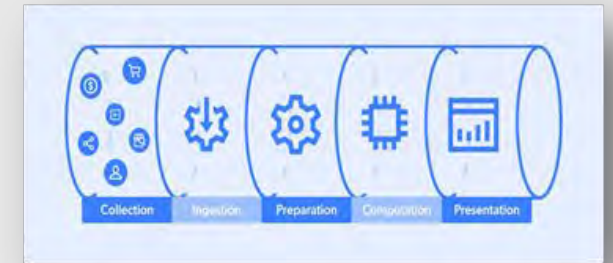 Collection
Ingestion
Preparation
Computation
Presentation